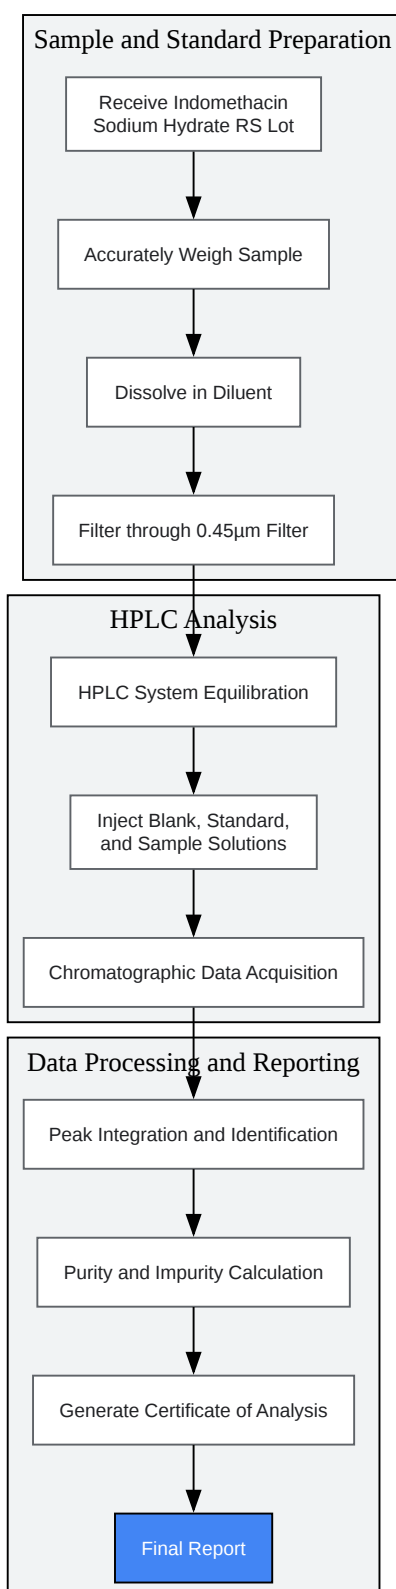 Sample and Standard Preparation
Receive Indomethacin
Sodium Hydrate RS Lot
Accurately Weigh Sample
Dissolve in Diluent
Filter through 0.45µm Filter
HPLC Analysis
HPLC System Equilibration
Inject Blank, Standard,
and Sample Solutions
Chromatographic Data Acquisition
Data Processing and Reporting
Peak Integration and Identification
Purity and Impurity Calculation
Generate Certificate of Analysis
Final Report